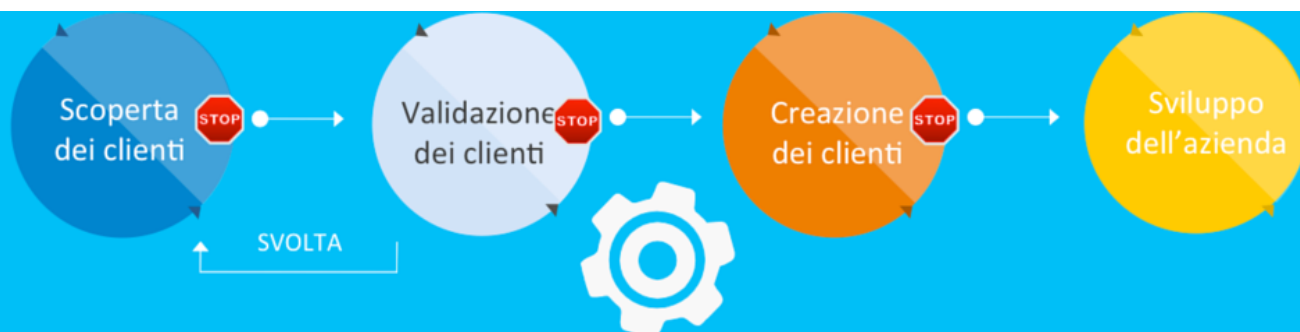 Scoperta
dei clienti
STOP
Validazione
dei clienti
STOP
Creazione
dei clienti
STOP
Sviluppo
dell'azienda
SVOLTA